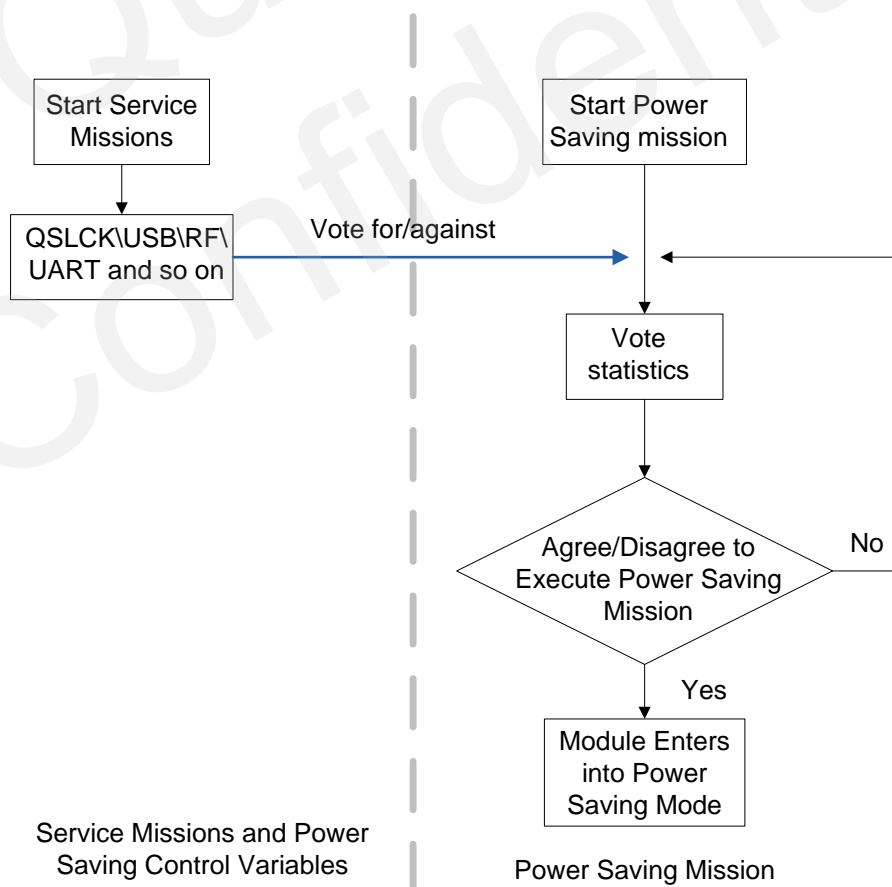 Start Service
Missions
QSLCK\USB\RF\
UART and so on
Vote for/against
Start Power
Saving mission
Vote
statistics
Agree/Disagree to
Execute Power Saving
Mission
No
Yes
Module Enters
into Power
Saving Mode
Service Missions and Power
Saving Control Variables
Power Saving Mission